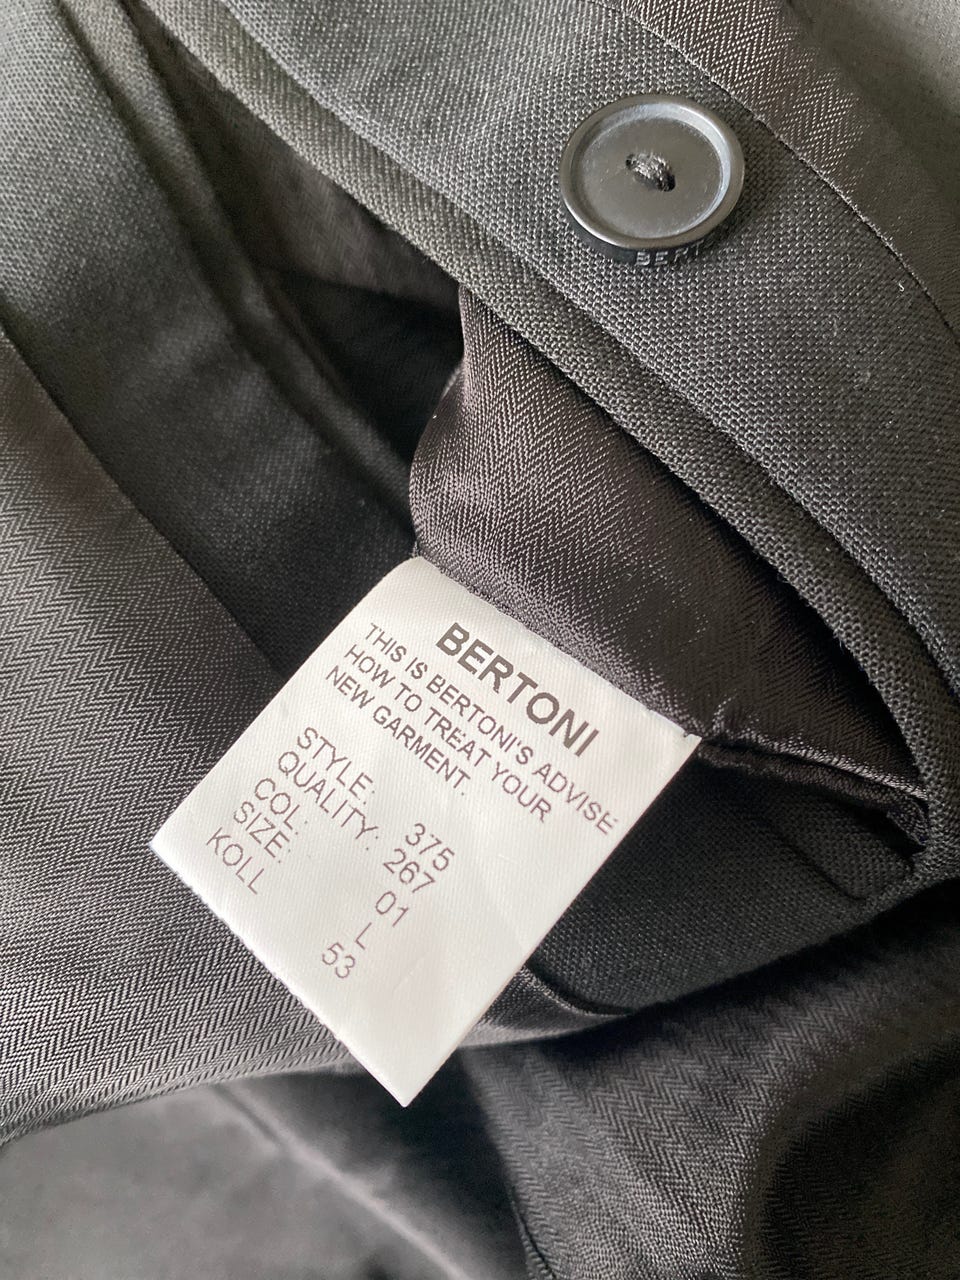 BERTONI
THIS IS BERTONI'S ADVISE
HOW TO TREAT YOUR
NEW GARMENT.
STYLE: 375
QUALITY: 267
COL: 01
SIZE: L
KOLL 53